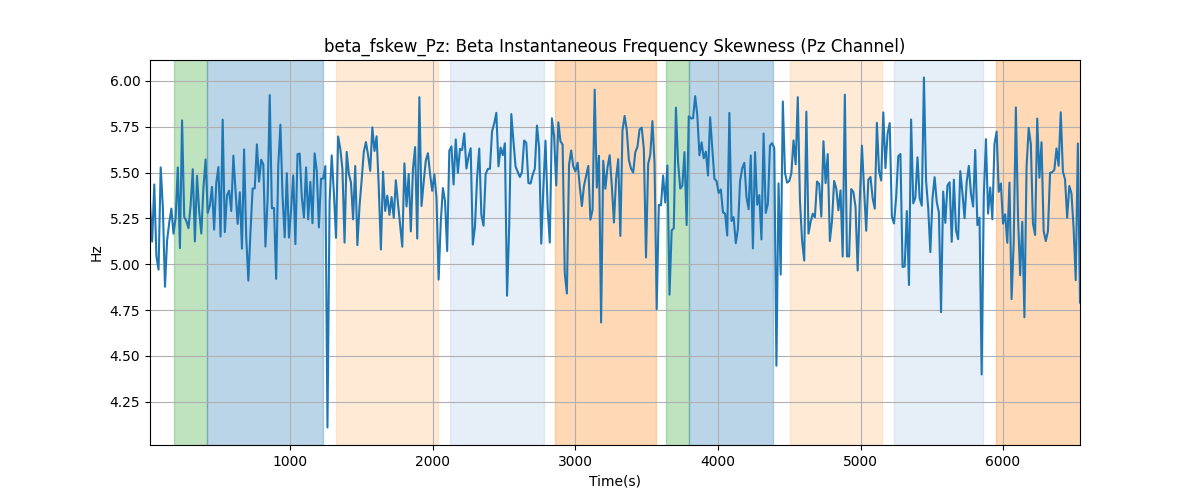 beta_fskew_Pz: Beta Instantaneous Frequency Skewness (Pz Channel)
6.00
5.75
5.50
5.25
5.00
4.75
4.50
4.25
Hz
1000 2000 3000 4000 5000 6000
Time(s)